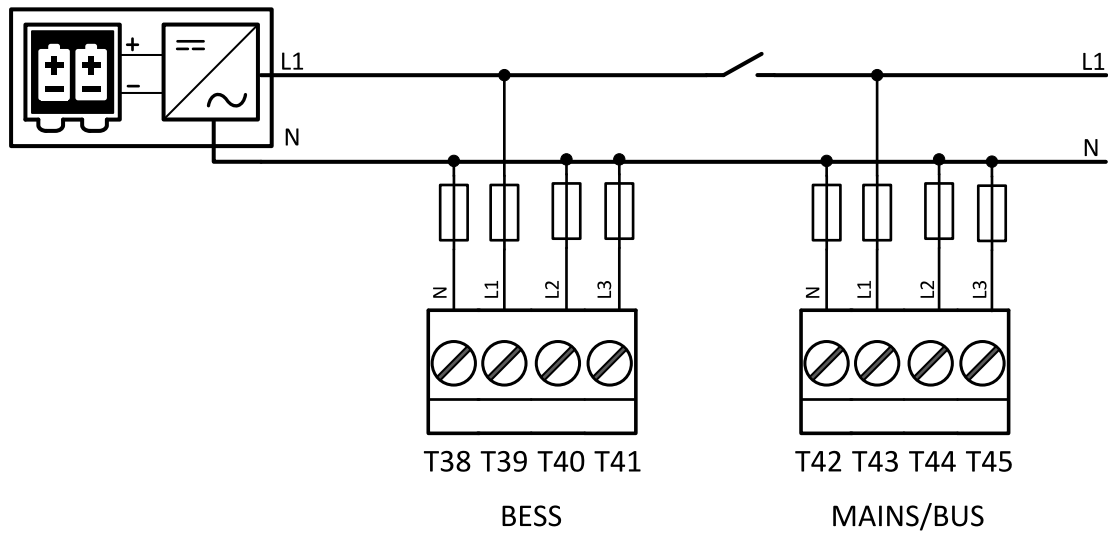 +
L1
L1
–
N
N
N L1 L2 L3
N L1 L2 L3
T38 T39 T40 T41
T42 T43 T44 T45
BESS
MAINS/BUS